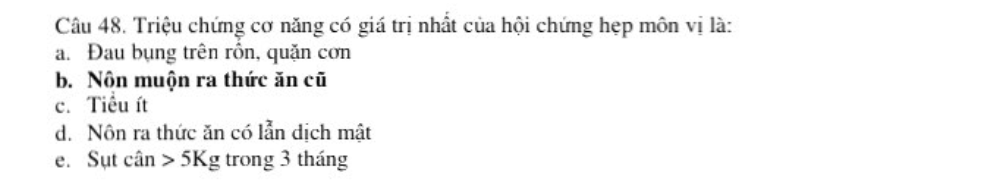 Câu 48. Triệu chứng cơ năng có giá trị nhất của hội chứng hẹp môn vị là:
a. Đau bụng trên rốn, quặn cơn
b. Nôn muộn ra thức ăn cũ
c. Tiểu ít
d. Nôn ra thức ăn có lẫn dịch mật
e. Sụt cân > 5Kg trong 3 tháng